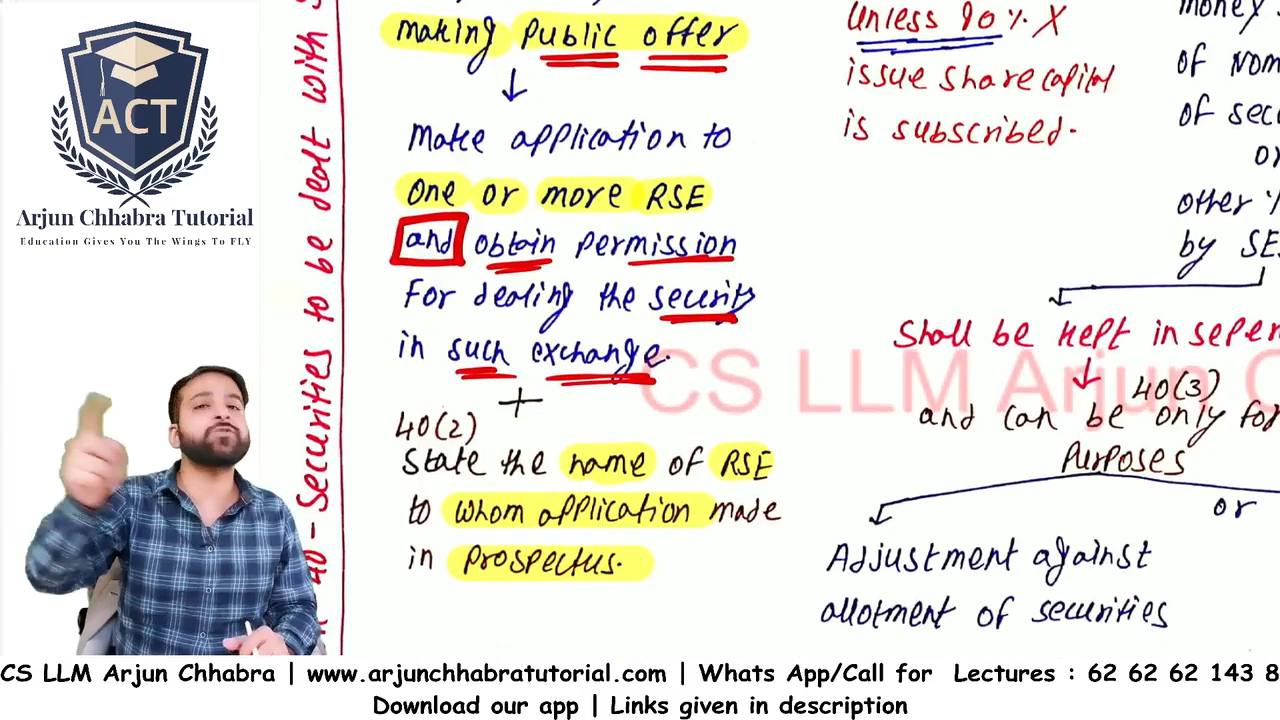 ACT
Arjun Chhabra Tutorial
Education Gives You The Wings To FLY
40 - Securities to be dealt with
making public offer
Make application to
one or more RSE
and obtain permission
For dealing the security
in such exchange.
+
40(2)
State the name of RSE
to whom application made
in prospectus.
Unless 90% X
issue share capital
is subscribed.
money
of nom
of sec
or
other %
by SE
Shall be kept in seper
40(3)
and can be only for
Purposes
or
Adjustment against
allotment of securities
CS LLM Arjun C
CS LLM Arjun Chhabra | www.arjunchhabratutorial.com | Whats App/Call for Lectures : 62 62 62 143 8
Download our app | Links given in description